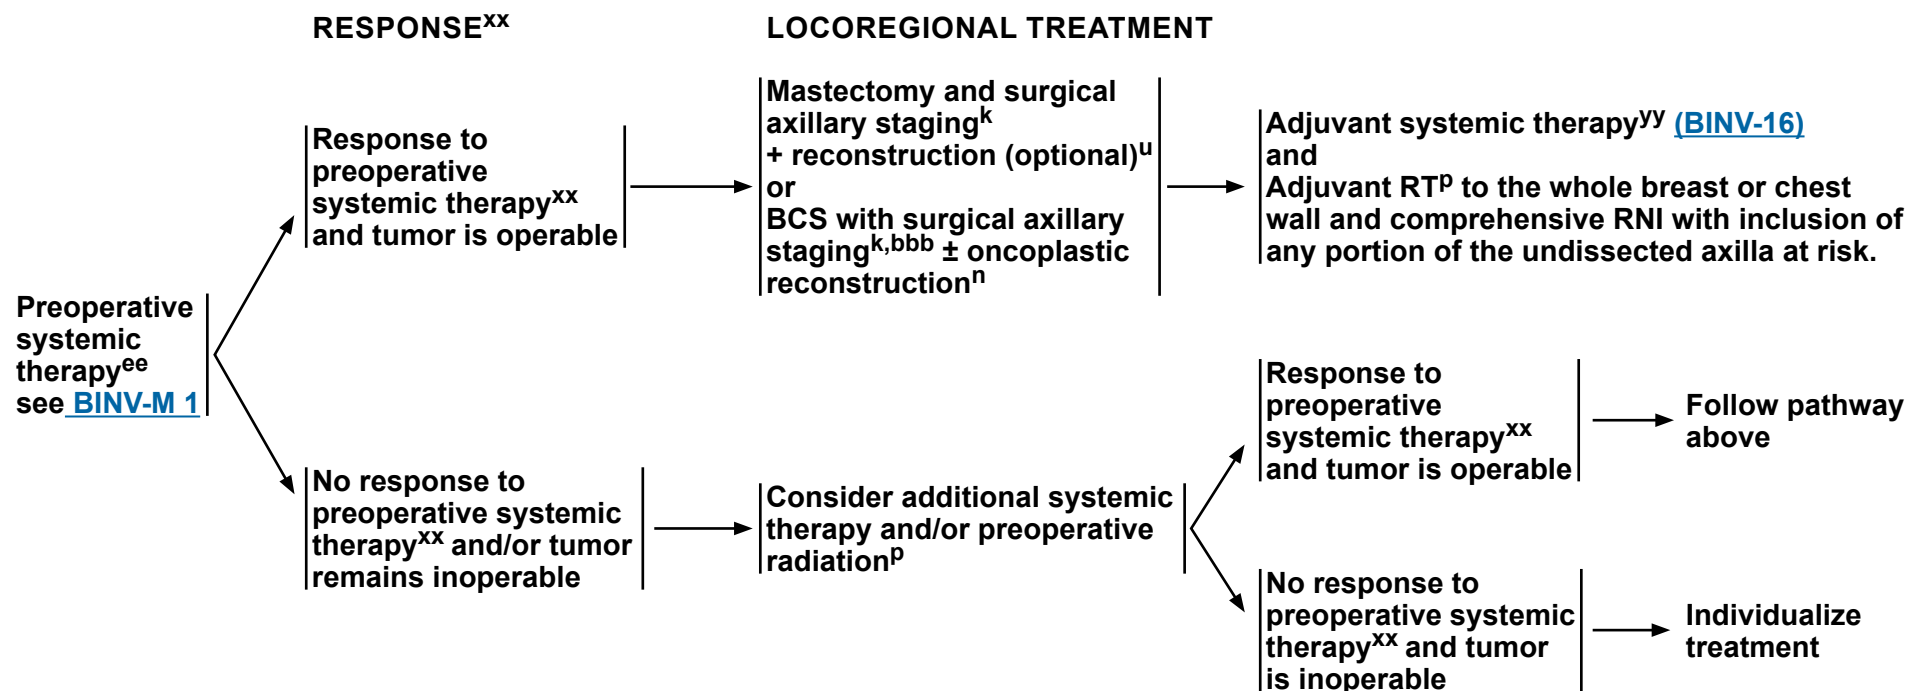 RESPONSExx
LOCOREGIONAL TREATMENT
Preoperative
systemic
therapyee
see BINV-M 1
Response to
preoperative
systemic therapyxx
and tumor is operable
Mastectomy and surgical
axillary stagingk
+ reconstruction (optional)u
or
BCS with surgical axillary
stagingk,bbb ± oncoplastic
reconstructionn
Adjuvant systemic therapyyy (BINV-16)
and
Adjuvant RTp to the whole breast or chest
wall and comprehensive RNI with inclusion of
any portion of the undissected axilla at risk.
No response to
preoperative systemic
therapyxx and/or tumor
remains inoperable
Consider additional systemic
therapy and/or preoperative
radiationp
Response to
preoperative
systemic therapyxx
and tumor is operable
Follow pathway
above
No response to
preoperative systemic
therapyxx and tumor
is inoperable
Individualize
treatment